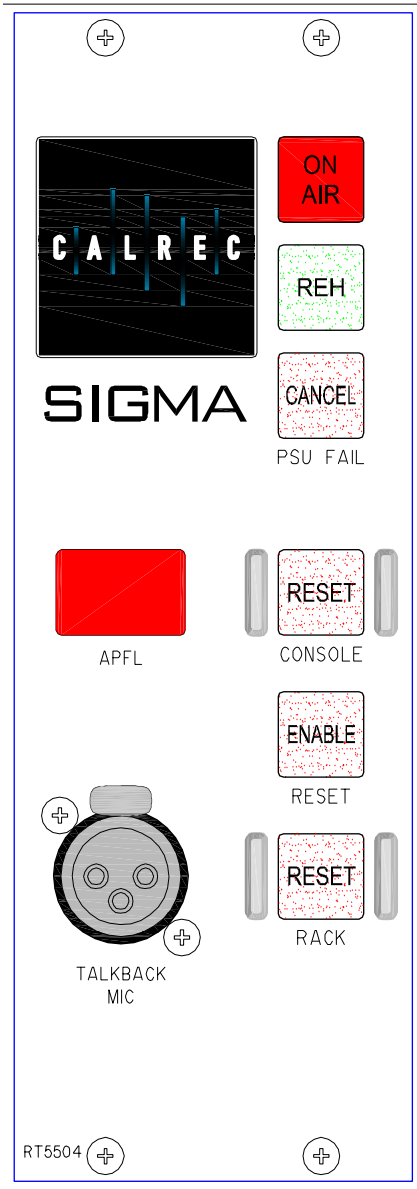 CALREC
SIGMA
ON
AIR
REH
CANCEL
PSU FAIL
APFL
RESET
CONSOLE
ENABLE
RESET
RESET
RACK
TALKBACK
MIC
RT5504